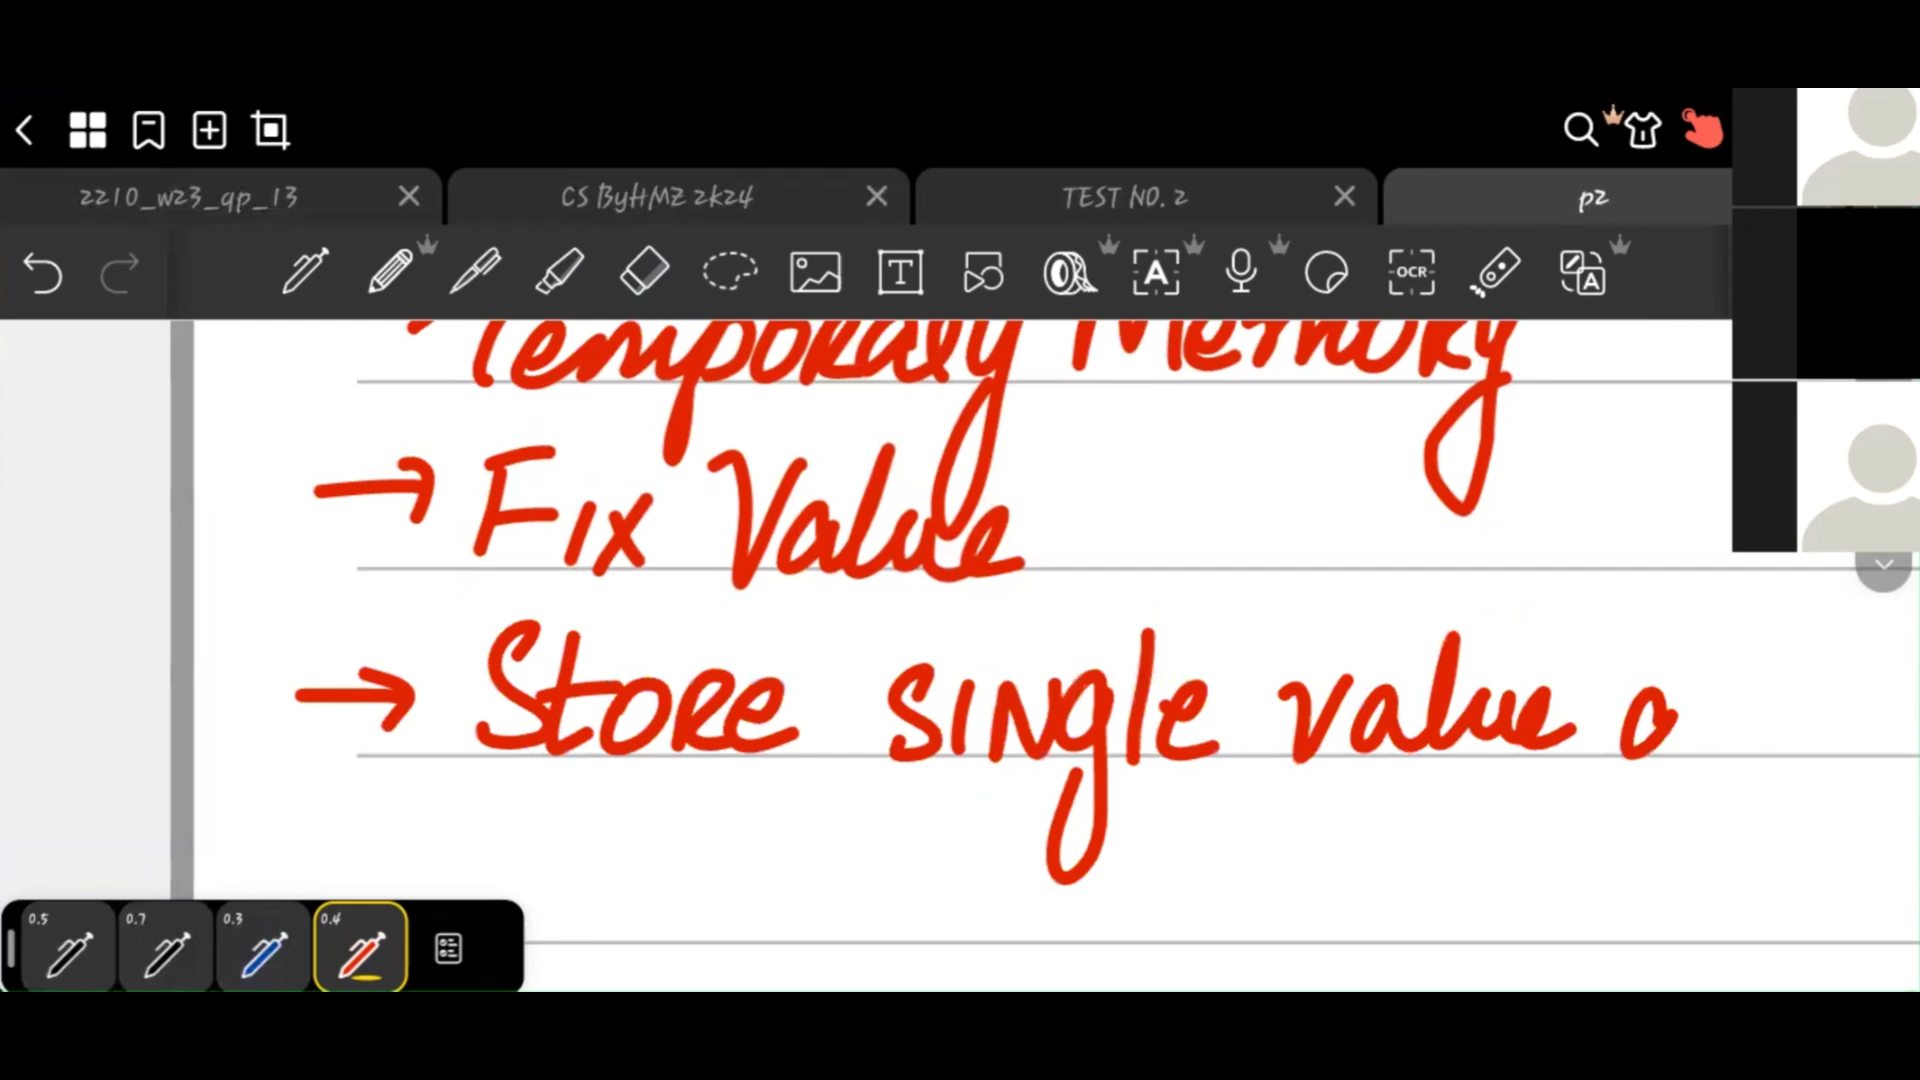 2210_w23_qp_13
CS ByHMZ 2k24
TEST NO. 2
p2
T
A
OCR
A
Temporary Memory
→ Fix Value
→ Store single value o
0.5
0.7
0.3
0.4